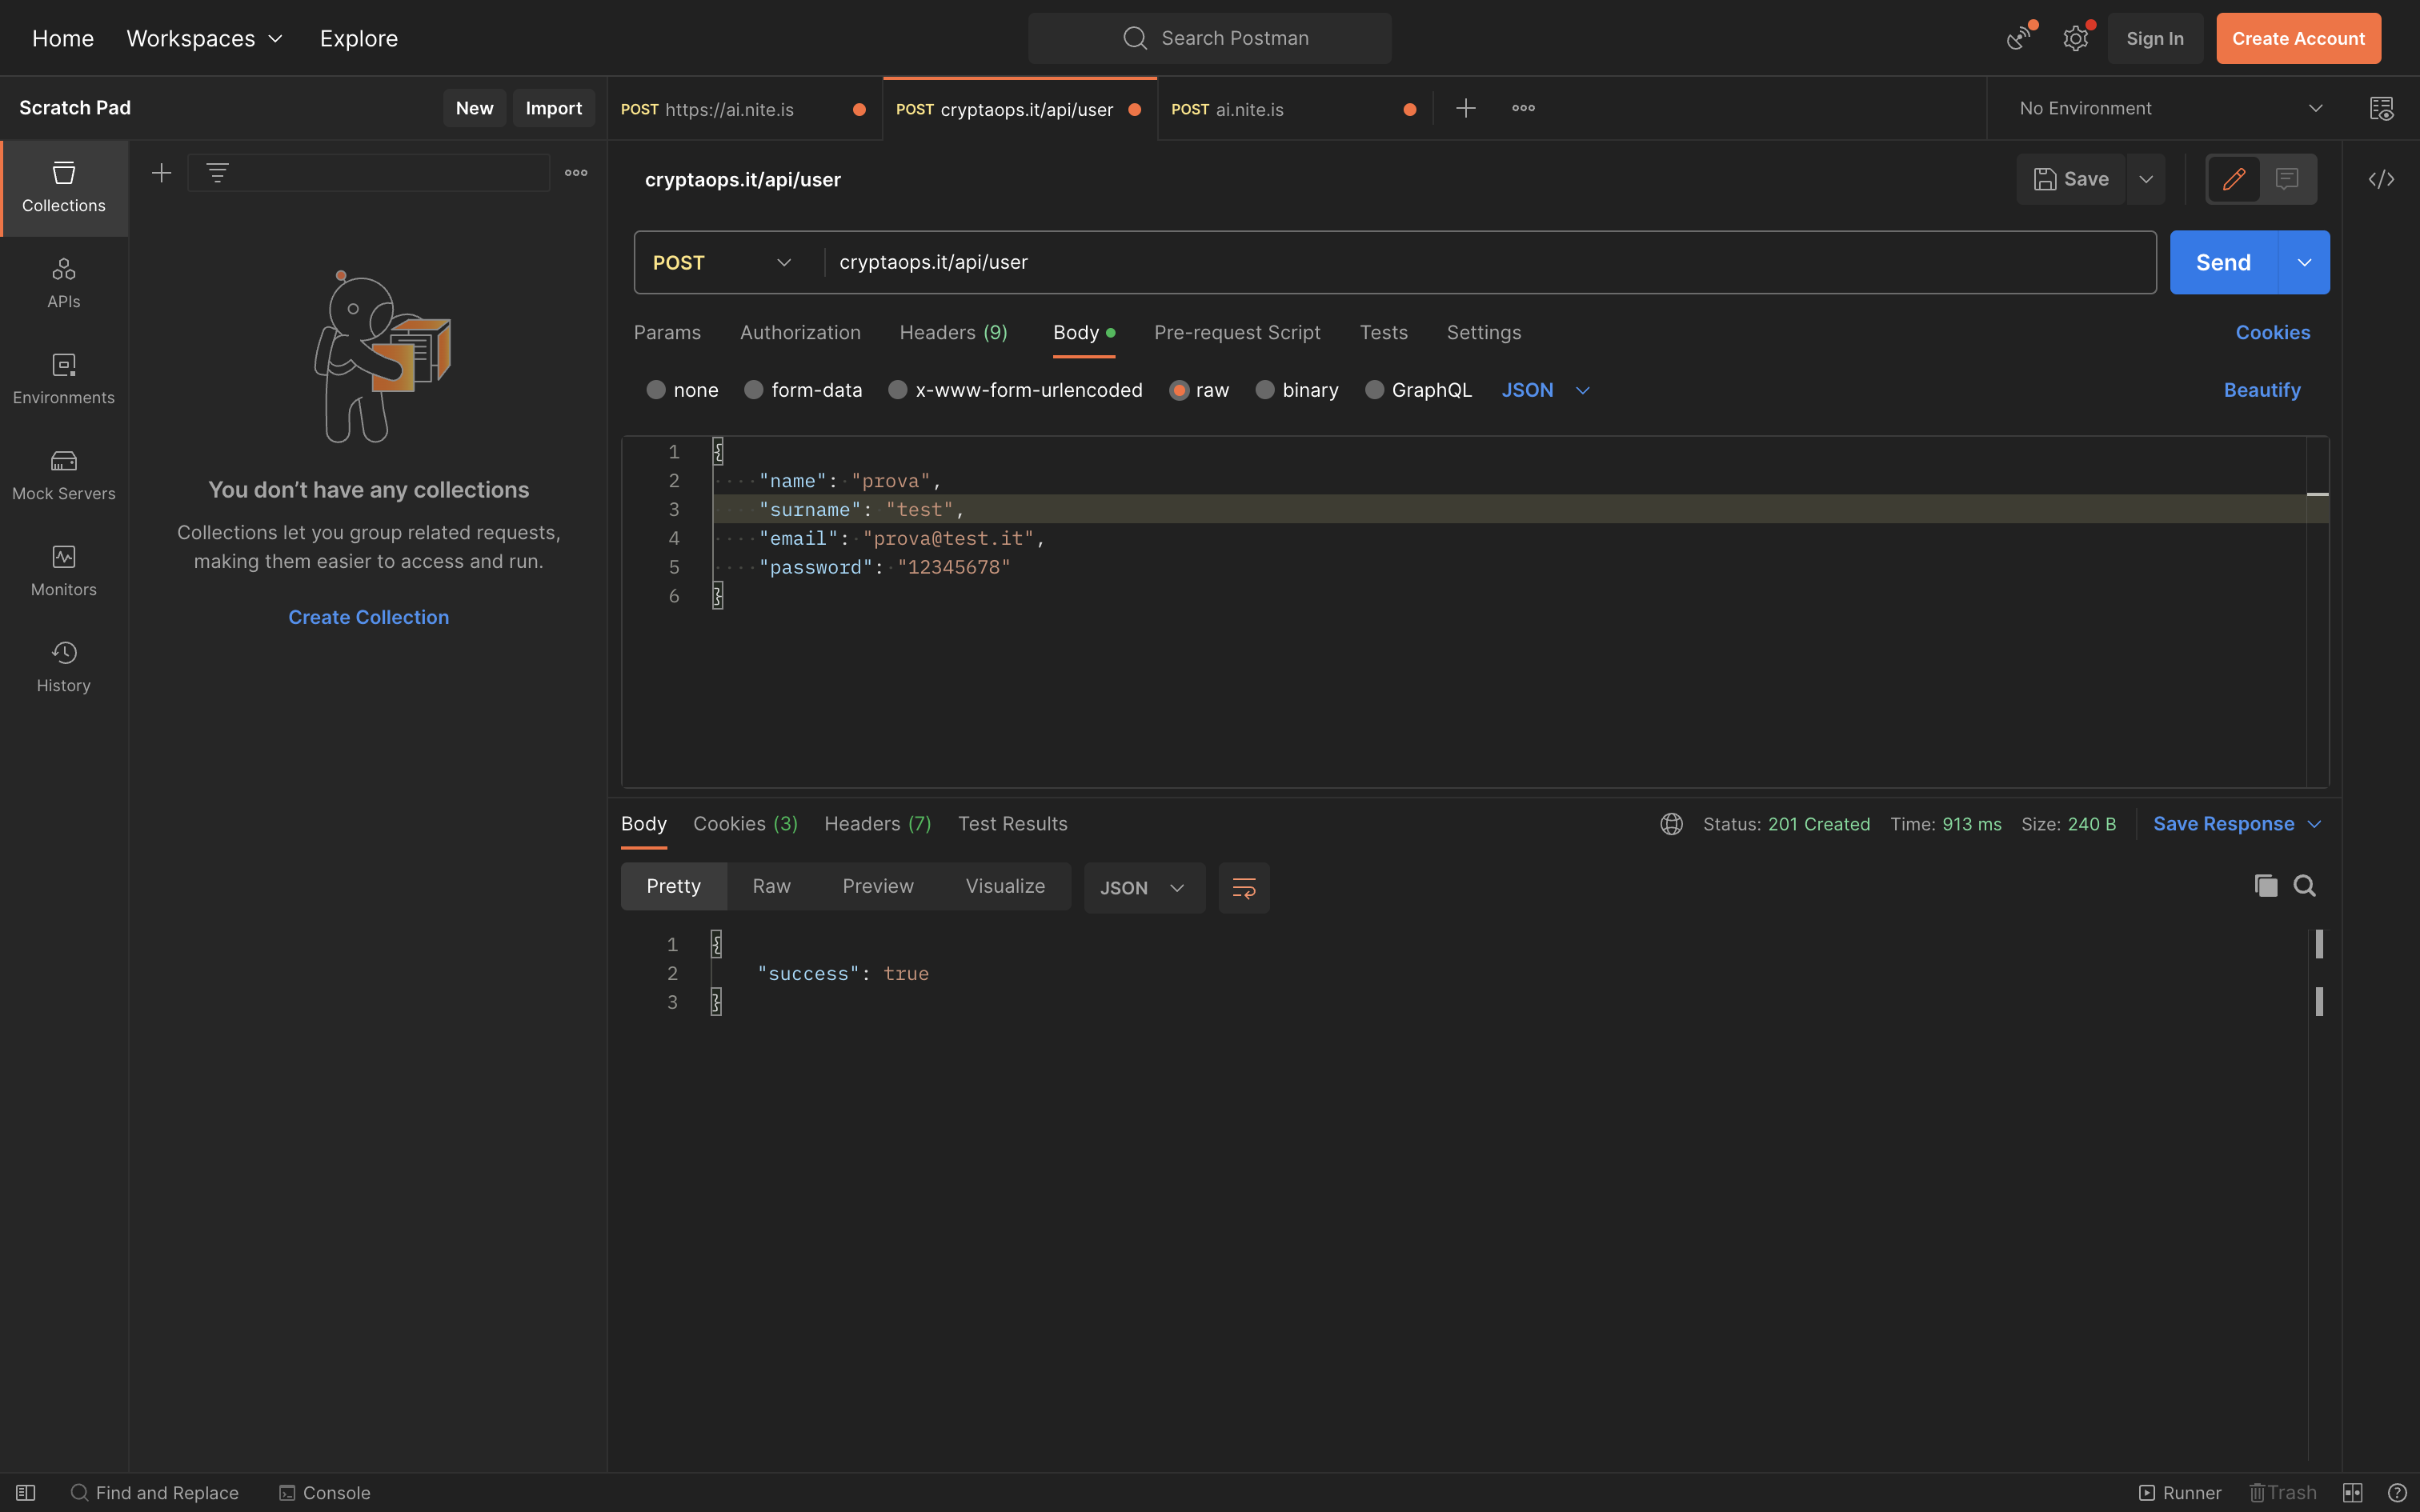 Home Workspaces Explore Search Postman Sign In Create Account
Scratch Pad New Import POST https://ai.nite.is POST cryptaops.it/api/user POST ai.nite.is No Environment
Collections
APIs
Environments
Mock Servers
Monitors
History
You don’t have any collections
Collections let you group related requests,
making them easier to access and run.
Create Collection
cryptaops.it/api/user Save
POST cryptaops.it/api/user Send
Params Authorization Headers (9) Body Pre-request Script Tests Settings Cookies
none form-data x-www-form-urlencoded raw binary GraphQL JSON Beautify
1 {
2 "name": "prova",
3 "surname": "test",
4 "email": "prova@test.it",
5 "password": "12345678"
6 }
Body Cookies (3) Headers (7) Test Results Status: 201 Created Time: 913 ms Size: 240 B Save Response
Pretty Raw Preview Visualize JSON
1 {
2 "success": true
3 }
Find and Replace Console Runner Trash